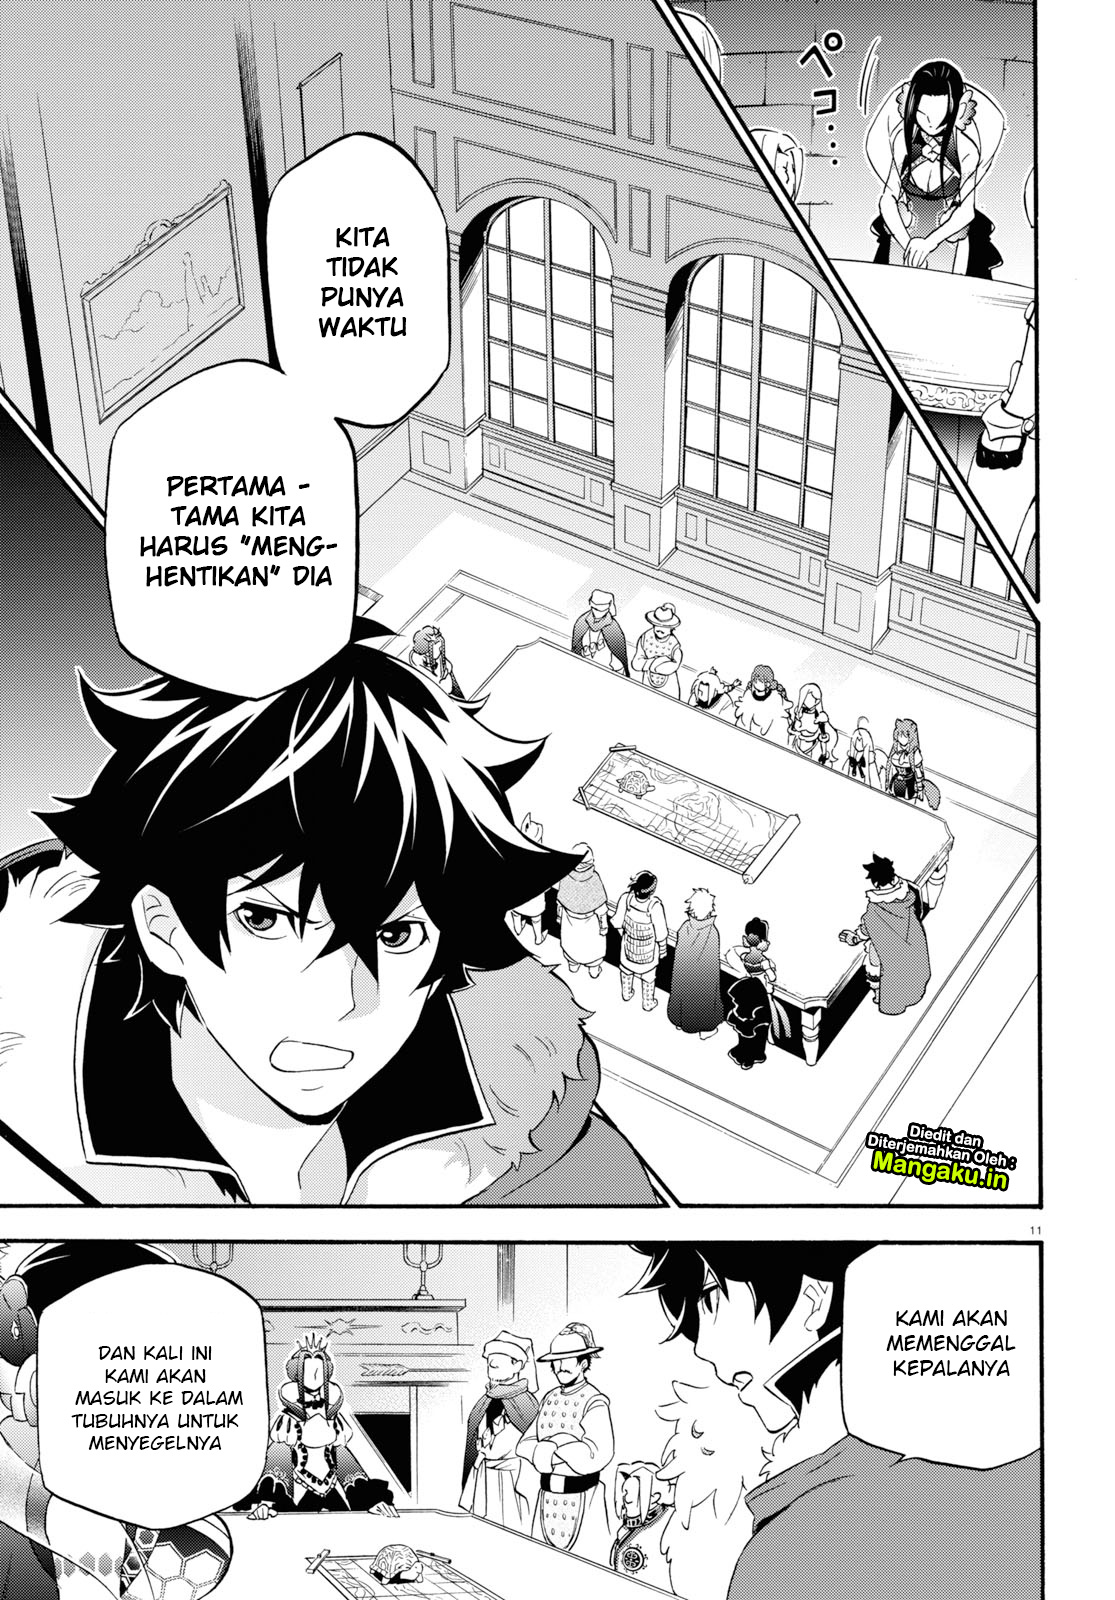 ペコ...
KITA
TIDAK
PUNYA
WAKTU
PERTAMA -
TAMA KITA
HARUS "MENG-
HENTIKAN" DIA
Diedit dan
Diterjemahkan Oleh :
Mangaku.in
11
KAMI AKAN
MEMENGGAL
KEPALANYA
DAN KALI INI
KAMI AKAN
MASUK KE DALAM
TUBUHNYA UNTUK
MENYEGELNYA